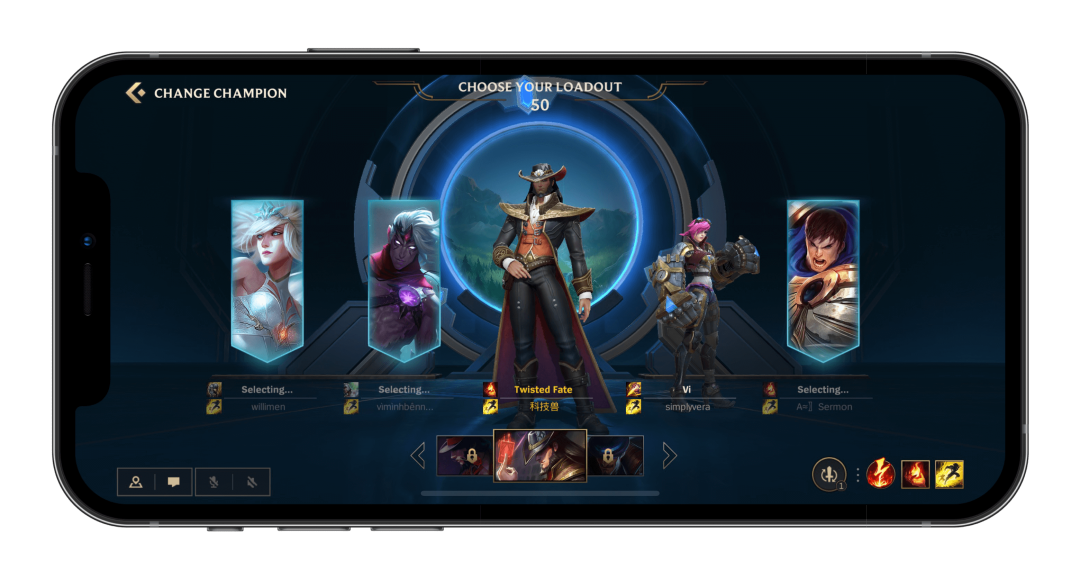 CHANGE CHAMPION
CHOOSE YOUR LOADOUT
50
Selecting...
Selecting...
Twisted Fate
Vi
Selecting...
willimen
viminhbênn...
科技兽
simplyvera
A=》Sermon
1